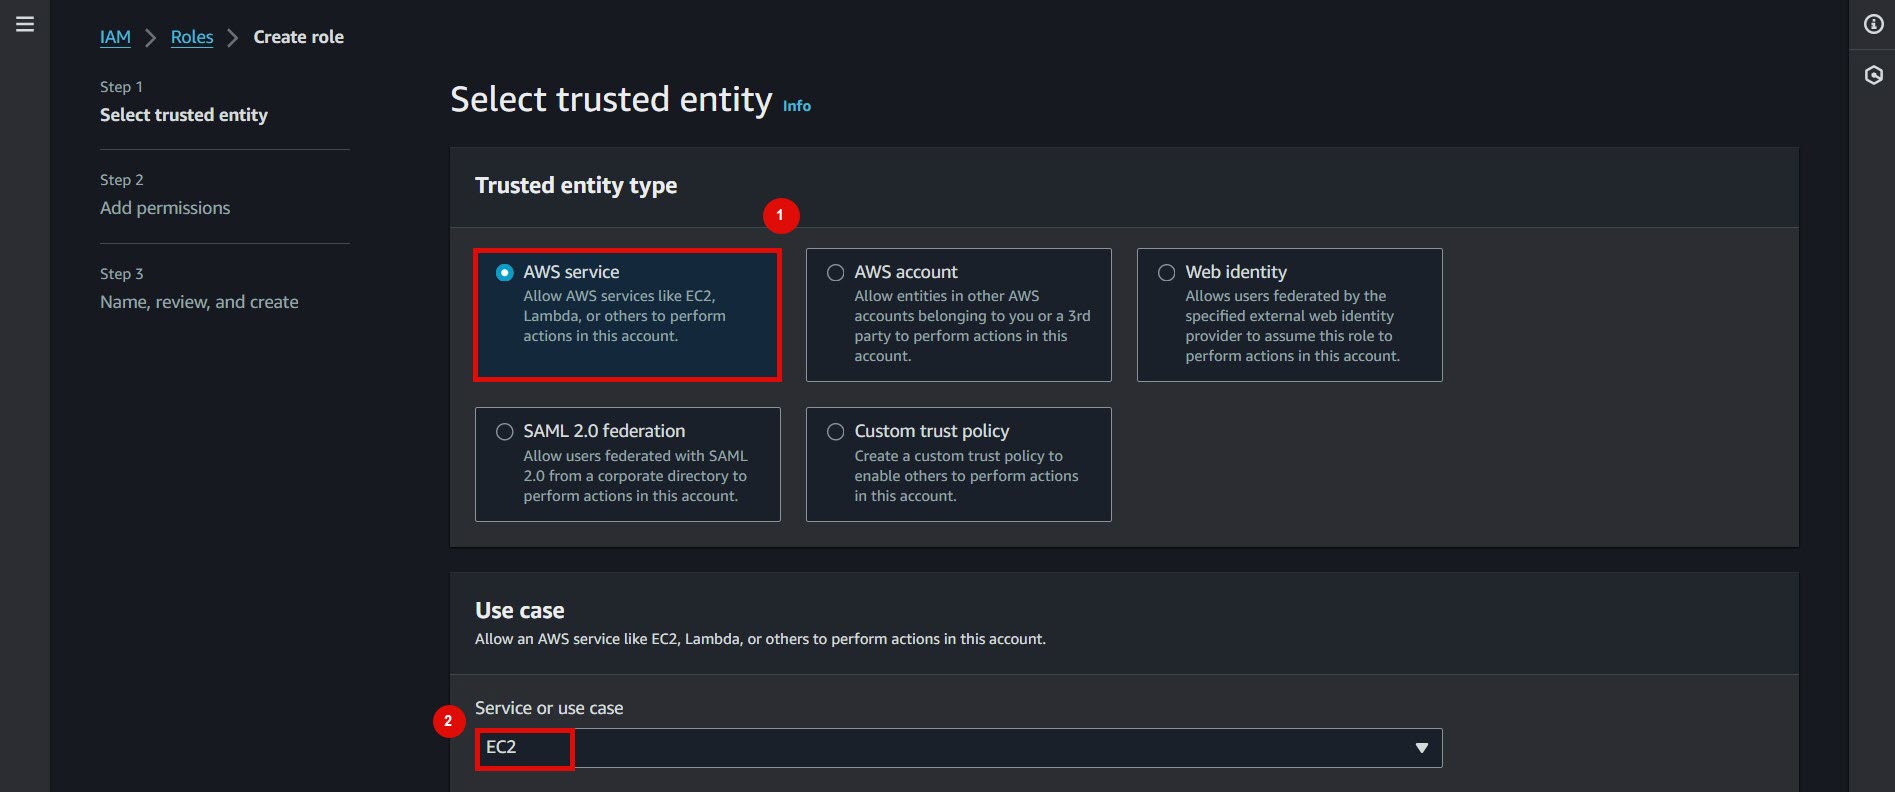 IAM > Roles > Create role
Step 1
Select trusted entity
Step 2
Add permissions
Step 3
Name, review, and create
Select trusted entity Info
Trusted entity type
1
AWS service
Allow AWS services like EC2,
Lambda, or others to perform
actions in this account.
AWS account
Allow entities in other AWS
accounts belonging to you or a 3rd
party to perform actions in this
account.
Web identity
Allows users federated by the
specified external web identity
provider to assume this role to
perform actions in this account.
SAML 2.0 federation
Allow users federated with SAML
2.0 from a corporate directory to
perform actions in this account.
Custom trust policy
Create a custom trust policy to
enable others to perform actions
in this account.
Use case
Allow an AWS service like EC2, Lambda, or others to perform actions in this account.
Service or use case
2
EC2